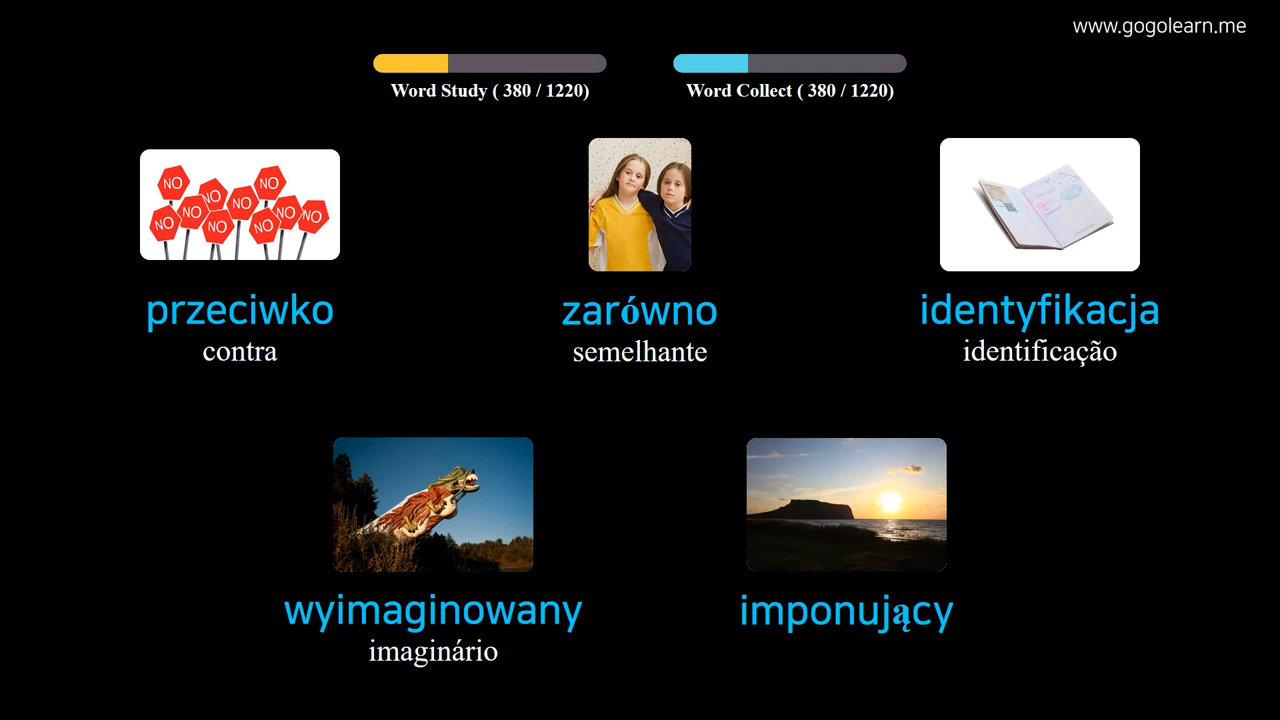 www.gogolearn.me
Word Study ( 380 / 1220)
Word Collect ( 380 / 1220)
NO NO NO NO NO NO NO NO NO NO
przeciwko
contra
zarówno
semelhante
identyfikacja
identificação
wyimaginowany
imaginário
imponujący